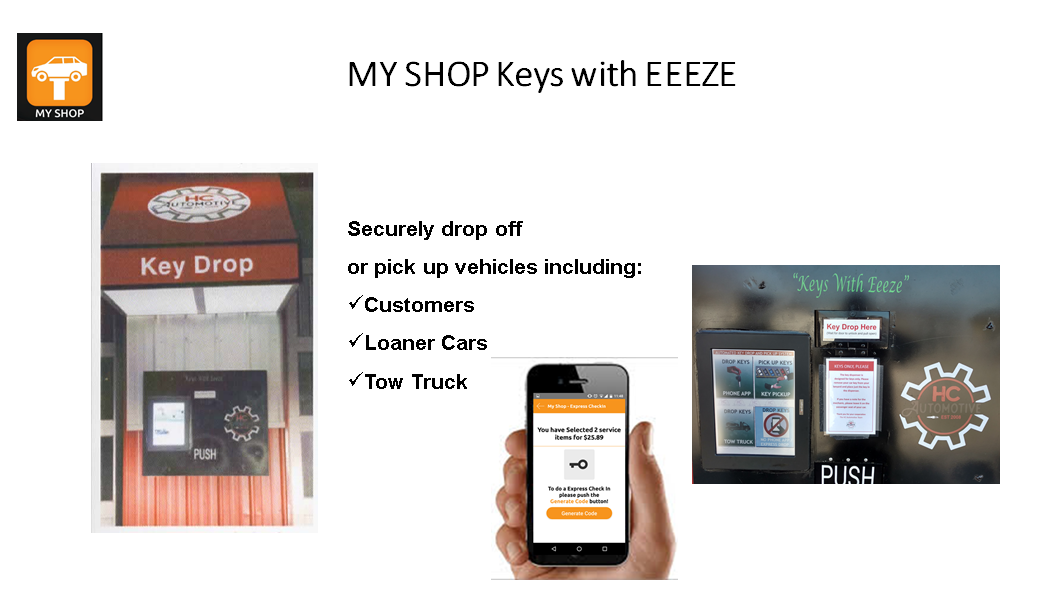 MY SHOP Keys with EEEZE
MY SHOP
HC
AUTOMOTIVE
Key Drop
PUSH
Securely drop off
or pick up vehicles including:
✓Customers
✓Loaner Cars
✓Tow Truck
My Shop - Express Checkin
You have Selected 2 service
items for $25.89
To do a Express Check In
please push the
Generate Code button!
Generate Code
"Keys With Eeeze"
Key Drop Here
DROP KEYS
PHONE APP
PICK UP KEYS
KEY PICKUP
DROP KEYS
TOW TRUCK
DROP KEYS
KEYS ONLY, PLEASE
HC
AUTOMOTIVE
PUSH